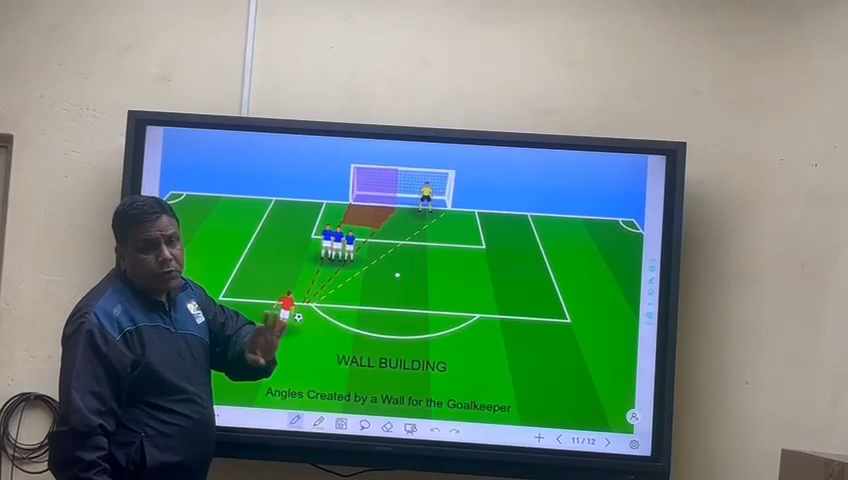 WALL BUILDING
Angles Created by a Wall for the Goalkeeper
11/12